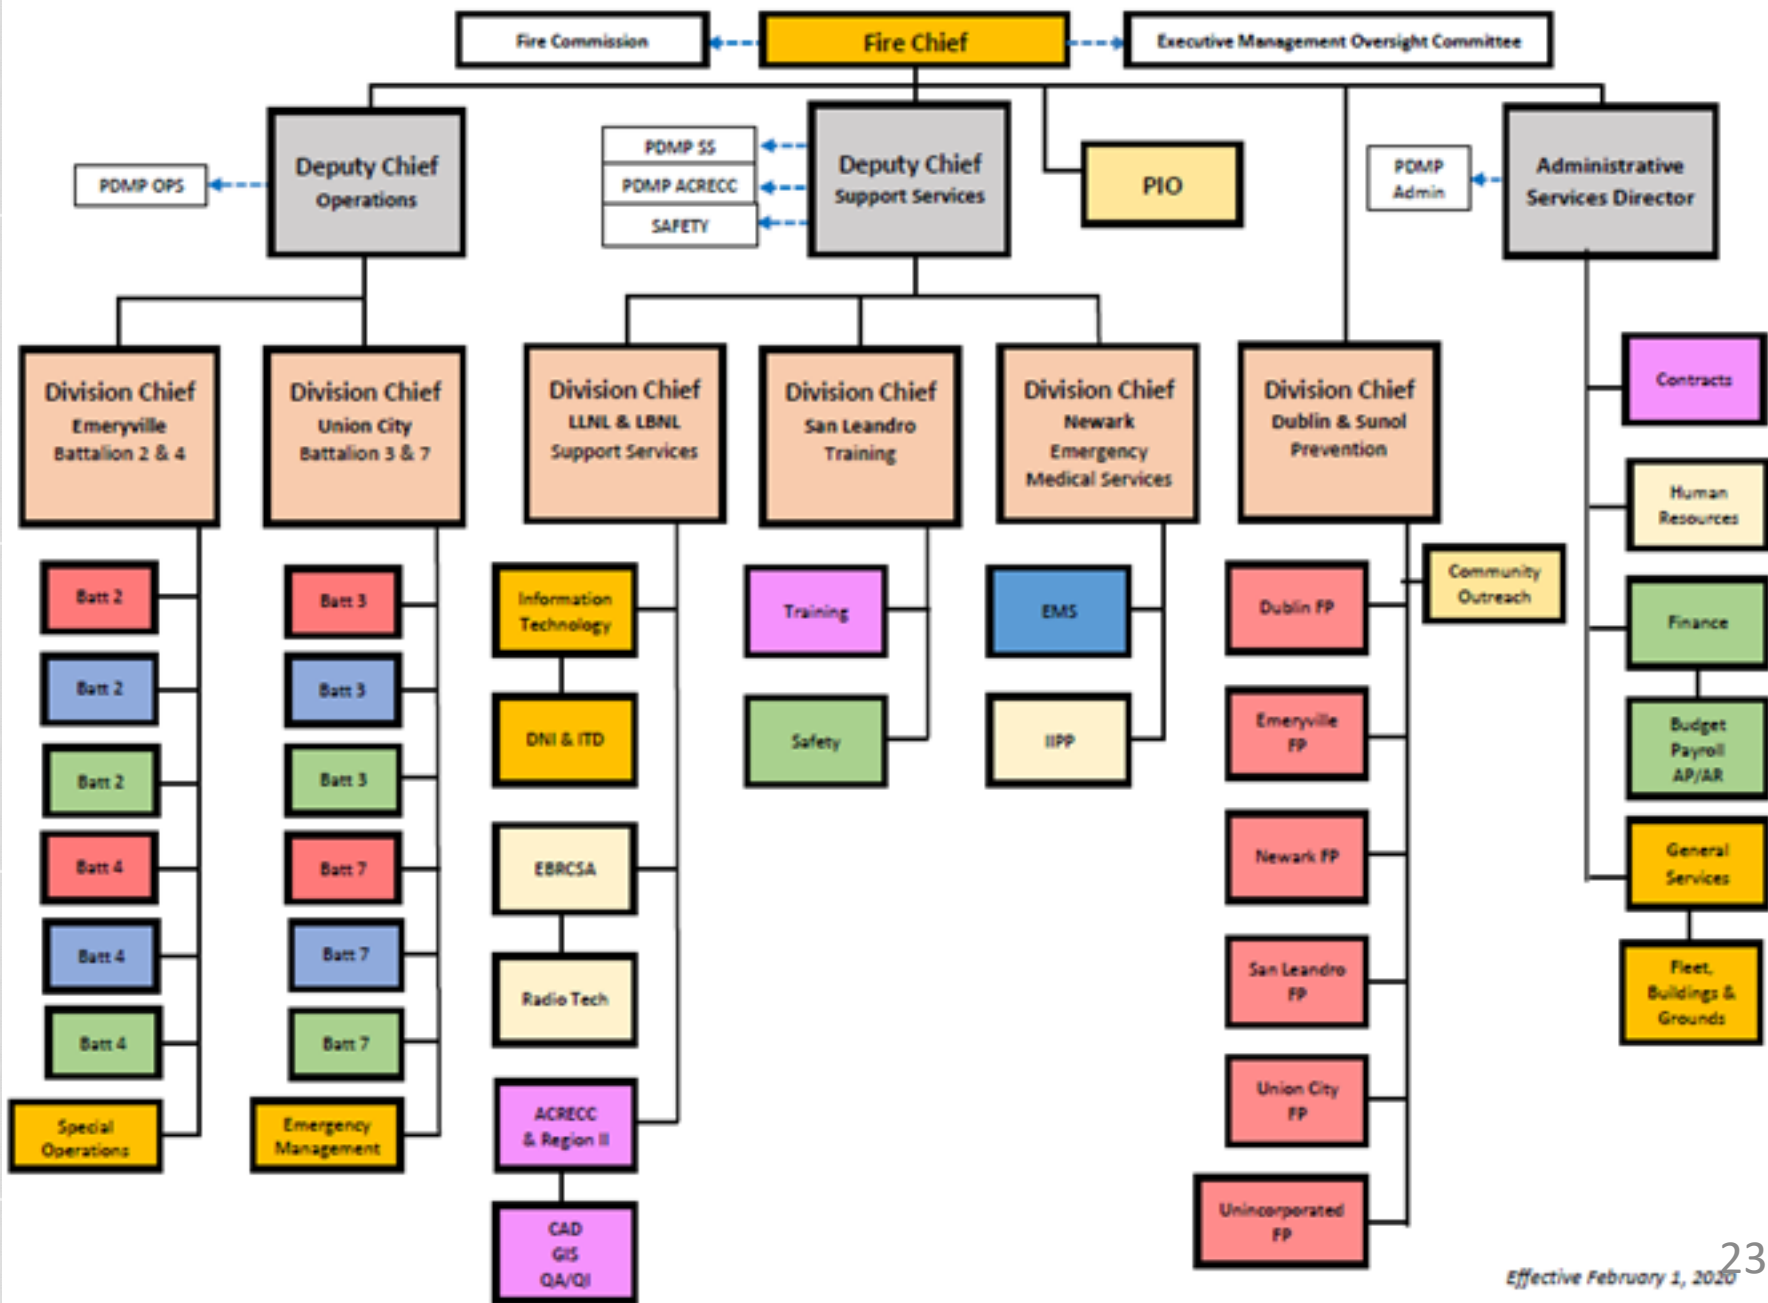 Fire Commission
Fire Chief
Executive Management Oversight Committee
PDMP OPS
Deputy Chief
Operations
PDMP SS
PDMP ACRECC
SAFETY
Deputy Chief
Support Services
PIO
PDMP
Admin
Administrative
Services Director
Division Chief
Emeryville
Battalion 2 & 4
Division Chief
Union City
Battalion 3 & 7
Division Chief
LLNL & LBNL
Support Services
Division Chief
San Leandro
Training
Division Chief
Newark
Emergency
Medical Services
Division Chief
Dublin & Sunol
Prevention
Batt 2
Batt 2
Batt 2
Batt 4
Batt 4
Batt 4
Special
Operations
Batt 3
Batt 3
Batt 3
Batt 7
Batt 7
Batt 7
Emergency
Management
Information
Technology
DNI & ITD
EBRCSA
Radio Tech
ACRECC
& Region II
CAD
GIS
QA/QI
Training
Safety
EMS
IIPP
Dublin FP
Emeryville
FP
Newark FP
San Leandro
FP
Union City
FP
Unincorporated
FP
Community
Outreach
Contracts
Human
Resources
Finance
Budget
Payroll
AP/AR
General
Services
Fleet,
Buildings &
Grounds
Effective February 1, 2020
23